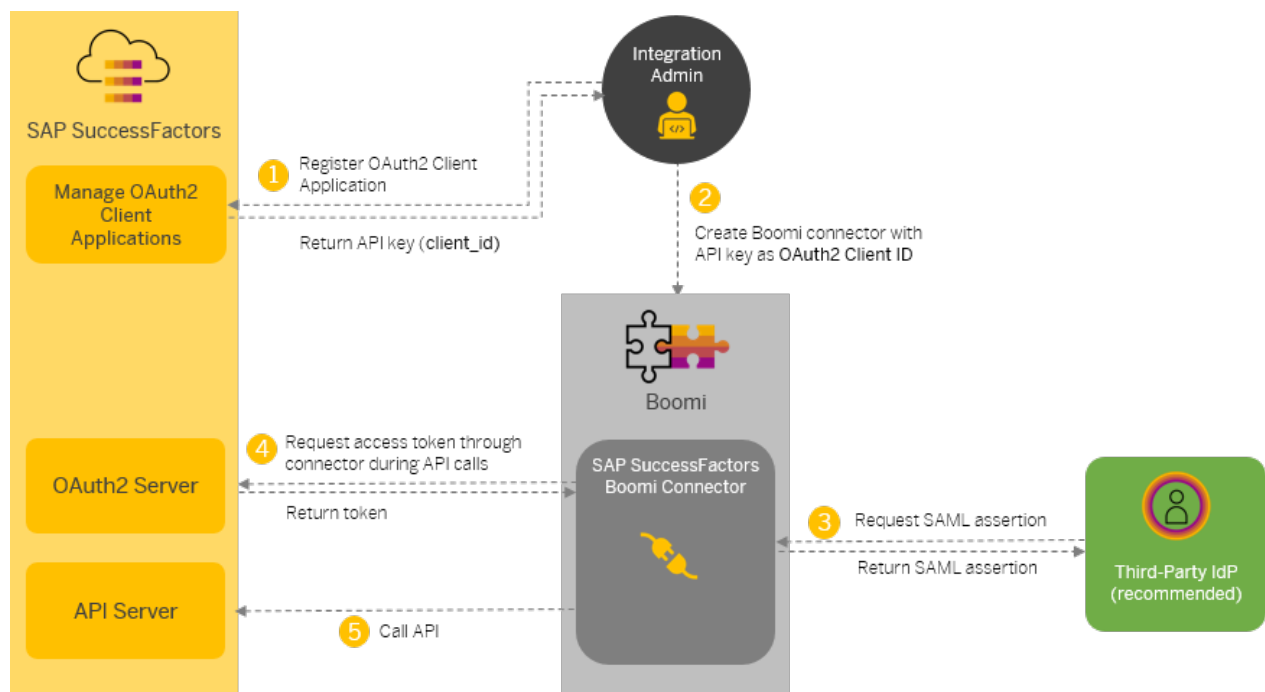 SAP SuccessFactors
Manage OAuth2
Client
Applications
1
Register OAuth2 Client
Application
Return API key (client_id)
Integration
Admin
2
Create Boomi connector with
API key as OAuth2 Client ID
Boomi
SAP SuccessFactors
Boomi Connector
3
Request SAML assertion
Return SAML assertion
Third-Party IdP
(recommended)
4
Request access token through
connector during API calls
Return token
OAuth2 Server
5
Call API
API Server